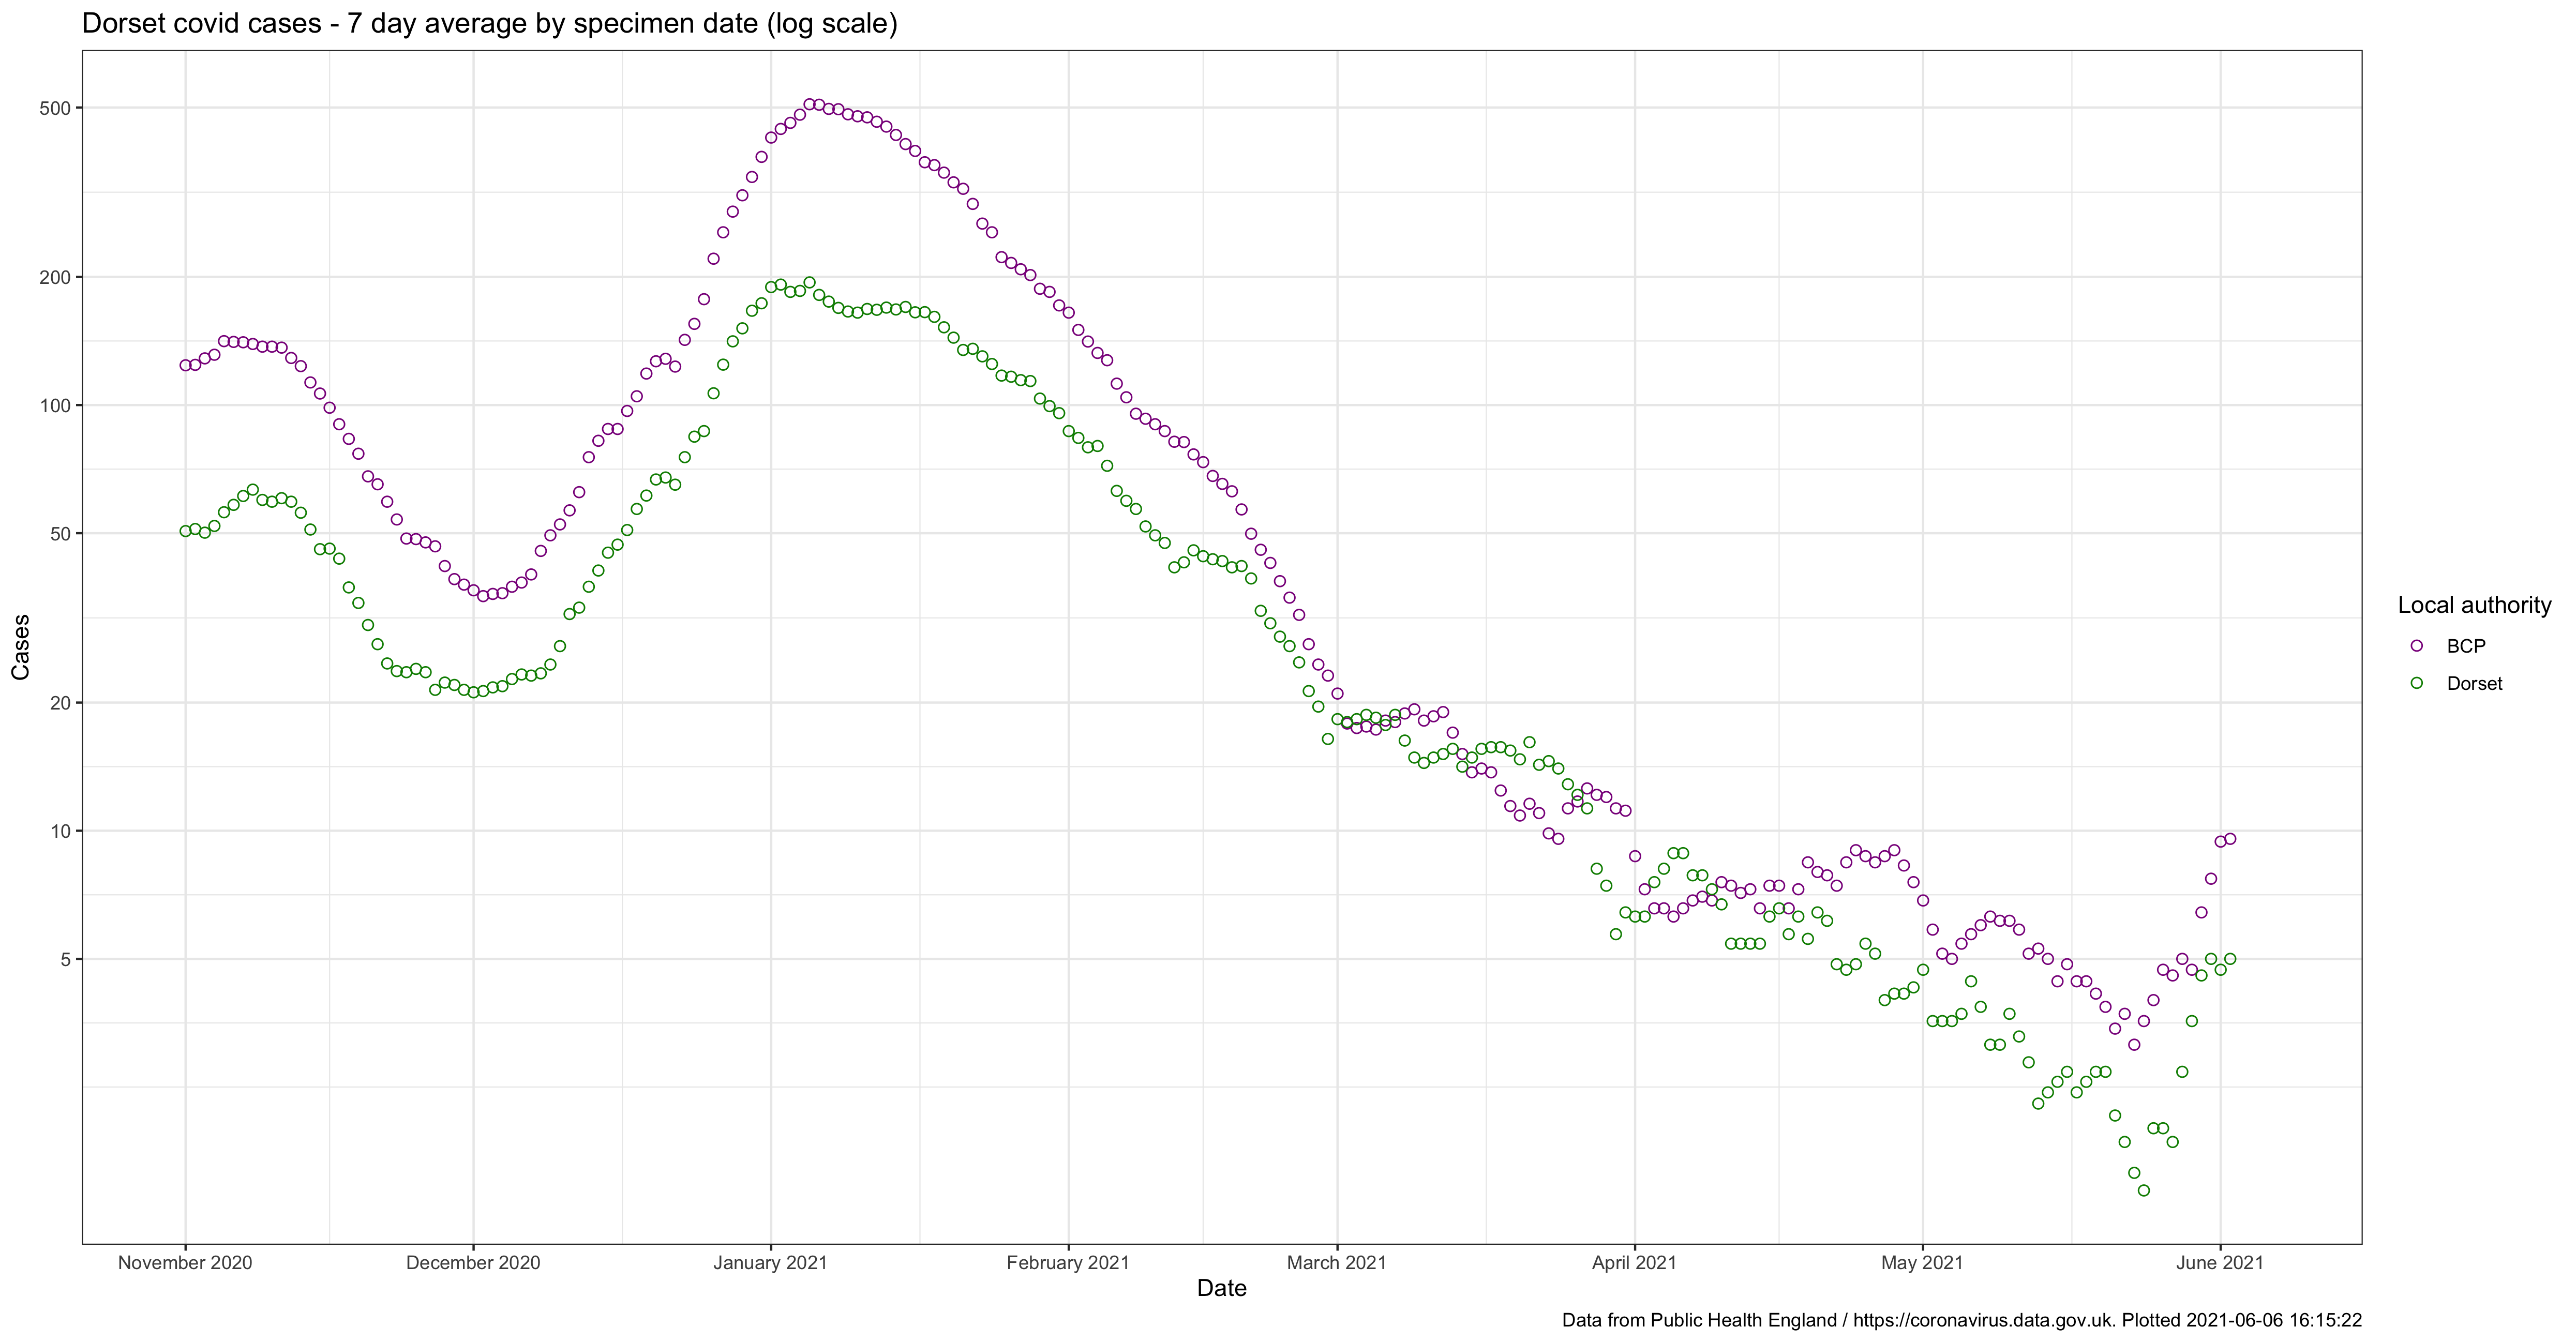 Dorset covid cases - 7 day average by specimen date (log scale)
500
200
100
50
20
10
5
Cases
November 2020
December 2020
January 2021
February 2021
March 2021
April 2021
May 2021
June 2021
Date
Local authority
BCP
Dorset
Data from Public Health England / https://coronavirus.data.gov.uk. Plotted 2021-06-06 16:15:22